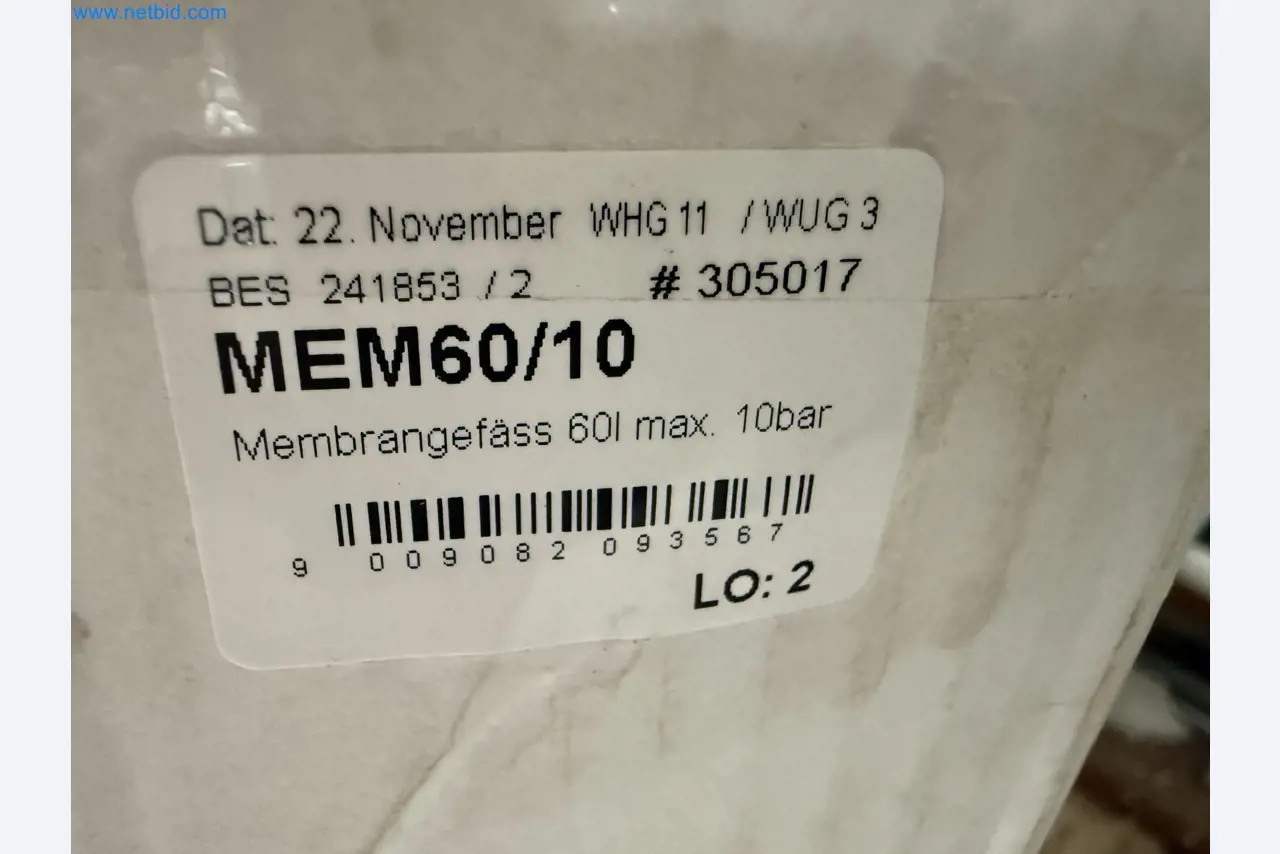 www.netbid.com
Dat: 22. November WHG 11 / WUG 3
BES 241853 / 2 # 305017
MEM60/10
Membrangefäss 60l max. 10bar
9 009082 093567
LO: 2